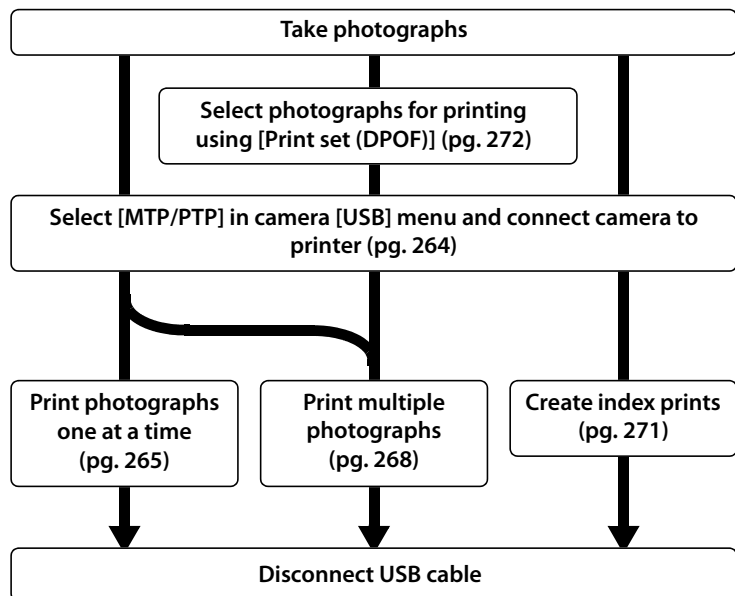 Take photographs
Select photographs for printing
using [Print set (DPOF)] (pg. 272)
Select [MTP/PTP] in camera [USB] menu and connect camera to
printer (pg. 264)
Print photographs
one at a time
(pg. 265)
Print multiple
photographs
(pg. 268)
Create index prints
(pg. 271)
Disconnect USB cable